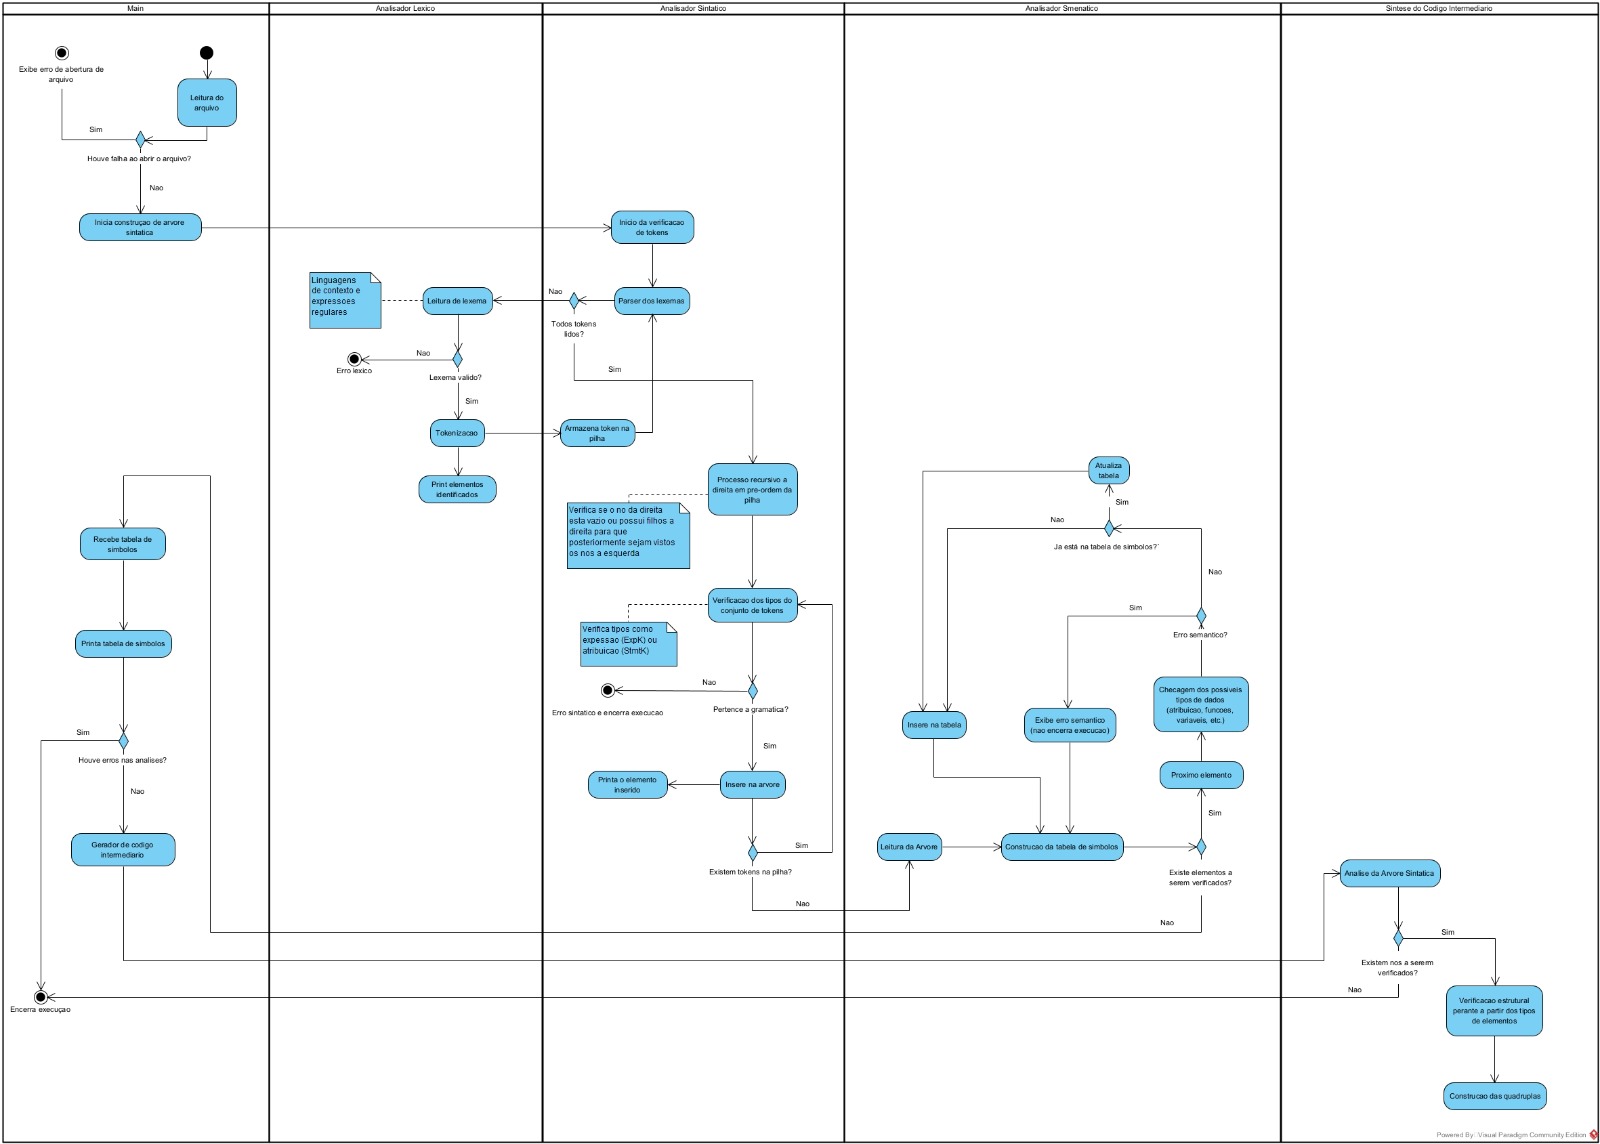 Main
Analisador Lexico
Analisador Sintatico
Analisador Smenatico
Sintese do Codigo Intermediario
Exibe erro de abertura de
arquivo
Leitura do
arquivo
Sim
Houve falha ao abrir o arquivo?
Nao
Inicia construçao de arvore
sintatica
Inicio da verificacao
de tokens
Linguagens
de contexto e
expressoes
regulares
Leitura de lexema
Nao
Parser dos lexemas
Todos tokens
lidos?
Nao
Erro lexico
Lexema valido?
Sim
Sim
Tokenizacao
Armazena token na
pilha
Print elementos
identificados
Processo recursivo a
direita em pre-ordem da
pilha
Verifica se o no da direita
esta vazio ou possui filhos a
direita para que
posteriormente sejam vistos
os nos a esquerda
Verificacao dos tipos do
conjunto de tokens
Verifica tipos como
expessao (ExpK) ou
atribuicao (StmtK)
Nao
Erro sintatico e encerra execucao
Pertence a gramatica?
Sim
Printa o elemento
inserido
Insere na arvore
Sim
Existem tokens na pilha?
Nao
Atualiza
tabela
Sim
Nao
Ja está na tabela de simbolos?´
Nao
Sim
Erro semantico?
Checagem dos possiveis
tipos de dados
(atribuicao, funcoes,
variaveis, etc.)
Insere na tabela
Exibe erro semantico
(nao encerra execucao)
Proximo elemento
Sim
Leitura da Arvore
Construcao da tabela de simbolos
Existe elementos a
serem verificados?
Nao
Recebe tabela de
simbolos
Printa tabela de simbolos
Sim
Houve erros nas analises?
Nao
Gerador de codigo
intermediario
Encerra execuçao
Analise da Arvore Sintatica
Sim
Existem nos a sererm
verificados?
Nao
Verificacao estrutural
perante a partir dos tipos
de elementos
Construcao das quadruplas
Powered By: Visual Paradigm Community Edition